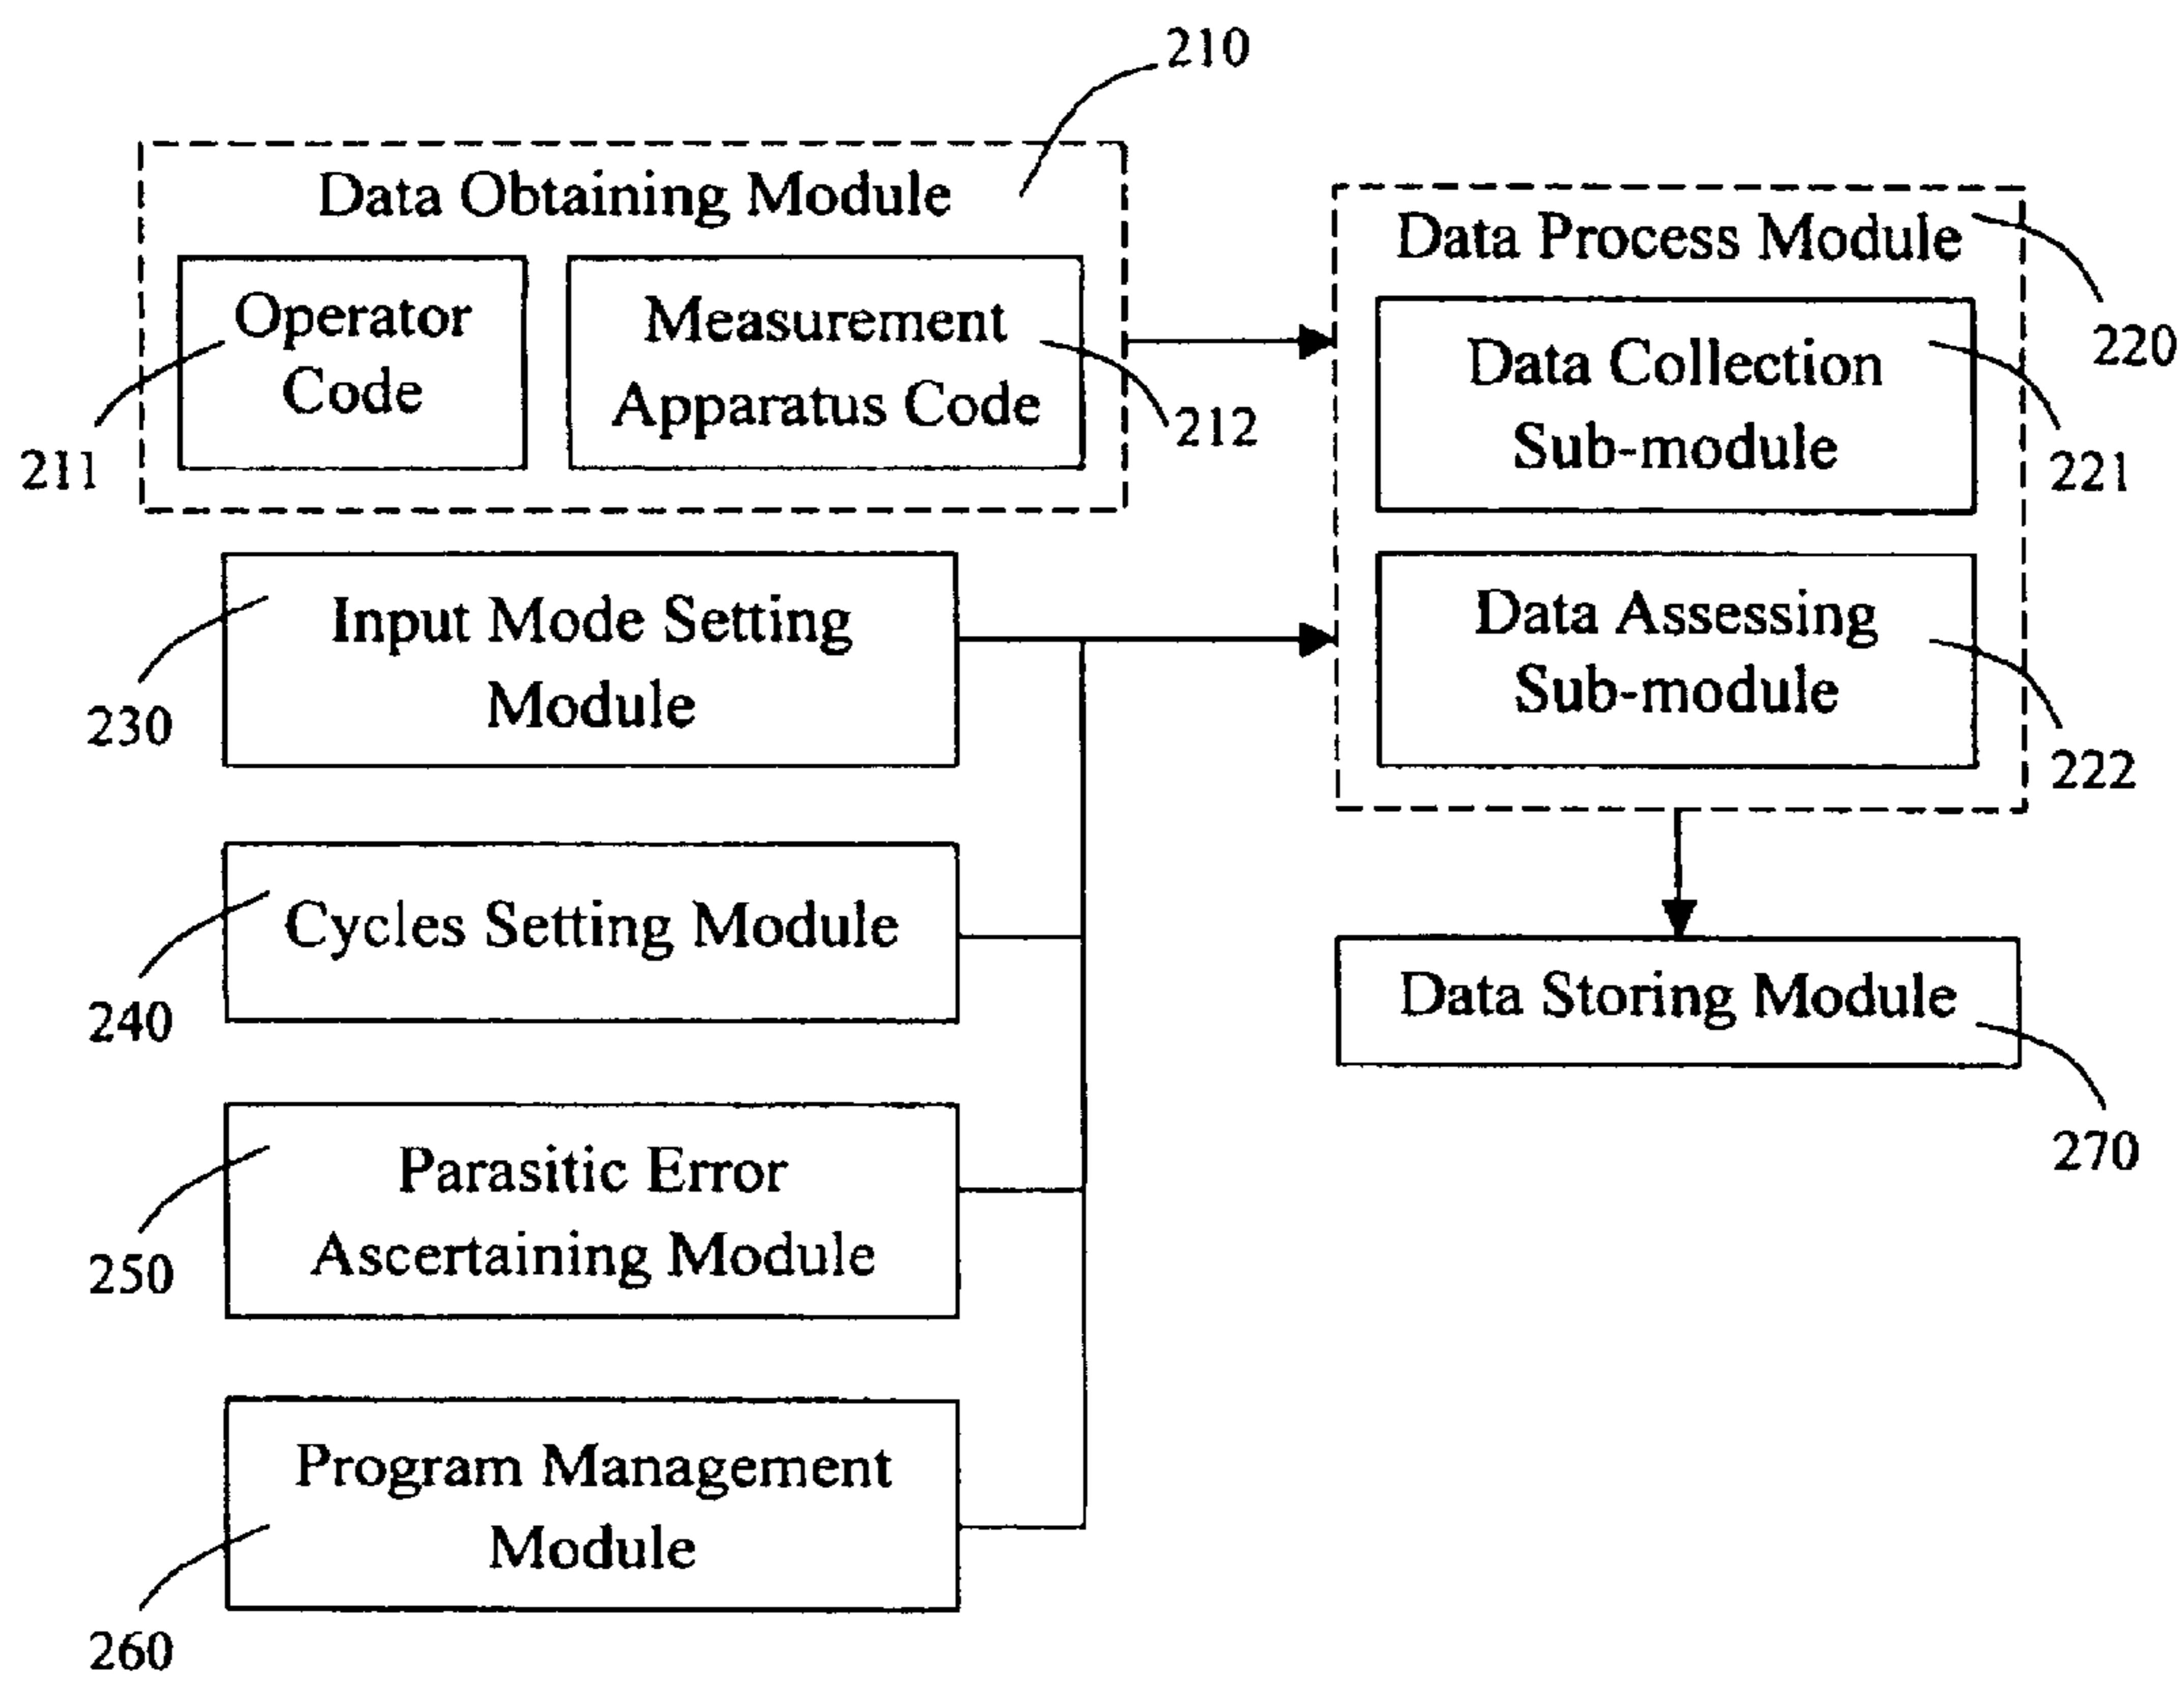 210
Data Obtaining Module
Operator
Code
Measurement
Apparatus Code
211
212
Data Process Module
220
Data Collection
Sub-module
221
Data Assessing
Sub-module
222
Input Mode Setting
Module
230
Cycles Setting Module
240
Data Storing Module
270
Parasitic Error
Ascertaining Module
250
Program Management
Module
260